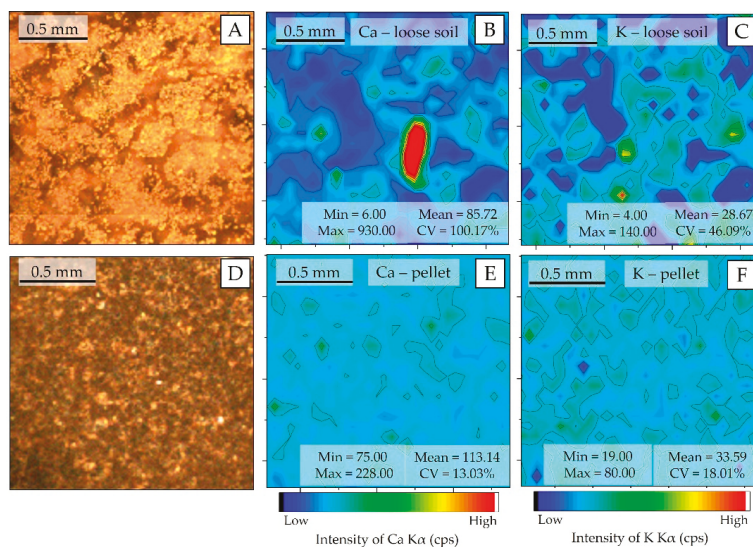 0.5 mm
A
0.5 mm
Ca – loose soil
B
Min = 6.00
Mean = 85.72
Max = 930.00
CV = 100.17%
0.5 mm
K – loose soil
C
Min = 4.00
Mean = 28.67
Max = 140.00
CV = 46.09%
0.5 mm
D
0.5 mm
Ca – pellet
E
Min = 75.00
Mean = 113.14
Max = 228.00
CV = 13.03%
0.5 mm
K – pellet
F
Min = 19.00
Mean = 33.59
Max = 80.00
CV = 18.01%
Low
High
Intensity of Ca Kα (cps)
Low
High
Intensity of K Kα (cps)